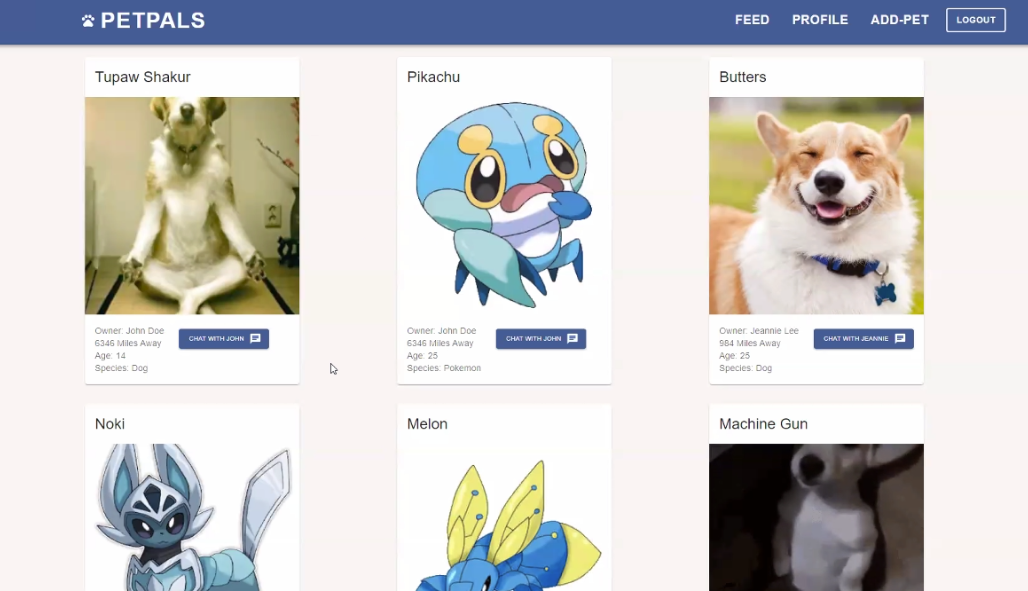 PETPALS
FEED
PROFILE
ADD-PET
LOGOUT
Tupaw Shakur
Owner: John Doe
6346 Miles Away
Age: 14
Species: Dog
CHAT WITH JOHN
Pikachu
Owner: John Doe
6346 Miles Away
Age: 25
Species: Pokemon
CHAT WITH JOHN
Butters
Owner: Jeannie Lee
984 Miles Away
Age: 25
Species: Dog
CHAT WITH JEANNIE
Noki
Melon
Machine Gun